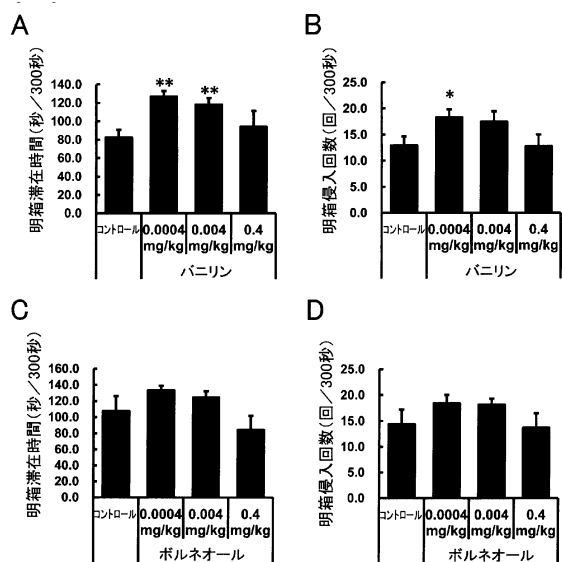 A
明箱滞在時間(秒/300秒)
140.0
120.0
100.0
80.0
60.0
40.0
20.0
0.0
** **
コントロール 0.0004 0.004 0.4
mg/kg mg/kg mg/kg
バニリン
B
明箱侵入回数(回/300秒)
25.0
20.0
15.0
10.0
5.0
0.0
*
コントロール 0.0004 0.004 0.4
mg/kg mg/kg mg/kg
バニリン
C
明箱滞在時間(秒/300秒)
160.0
140.0
120.0
100.0
80.0
60.0
40.0
20.0
0.0
コントロール 0.0004 0.004 0.4
mg/kg mg/kg mg/kg
ボルネオール
D
明箱侵入回数(回/300秒)
25.0
20.0
15.0
10.0
5.0
0.0
コントロール 0.0004 0.004 0.4
mg/kg mg/kg mg/kg
ボルネオール